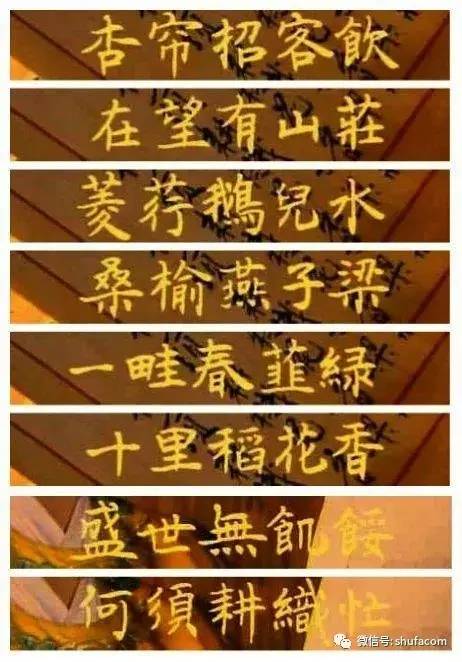 杏帘招客飲
在望有山莊
菱荇鵝兒水
桑榆燕子梁
一畦春韮綠
十里稻花香
盛世無飢餒
何須耕織忙
微信号: shufacom